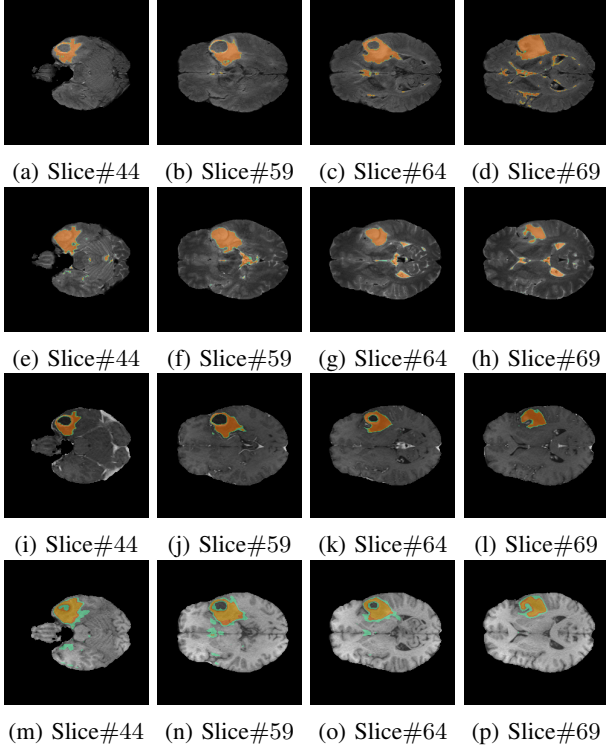 (a) Slice#44 (b) Slice#59 (c) Slice#64 (d) Slice#69
(e) Slice#44 (f) Slice#59 (g) Slice#64 (h) Slice#69
(i) Slice#44 (j) Slice#59 (k) Slice#64 (l) Slice#69
(m) Slice#44 (n) Slice#59 (o) Slice#64 (p) Slice#69